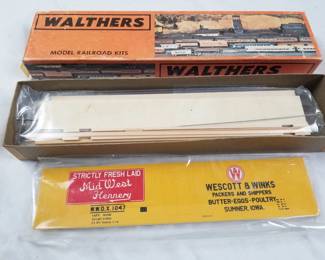 WALTHERS
MODEL RAILROAD KITS
WALTHERS
STRICTLY FRESH LAID
Mid West
Hennery
W.W.D.X. 1047
W
WESCOTT & WINKS
PACKERS AND SHIPPERS
BUTTER-EGGS-POULTRY
SUMNER, IOWA